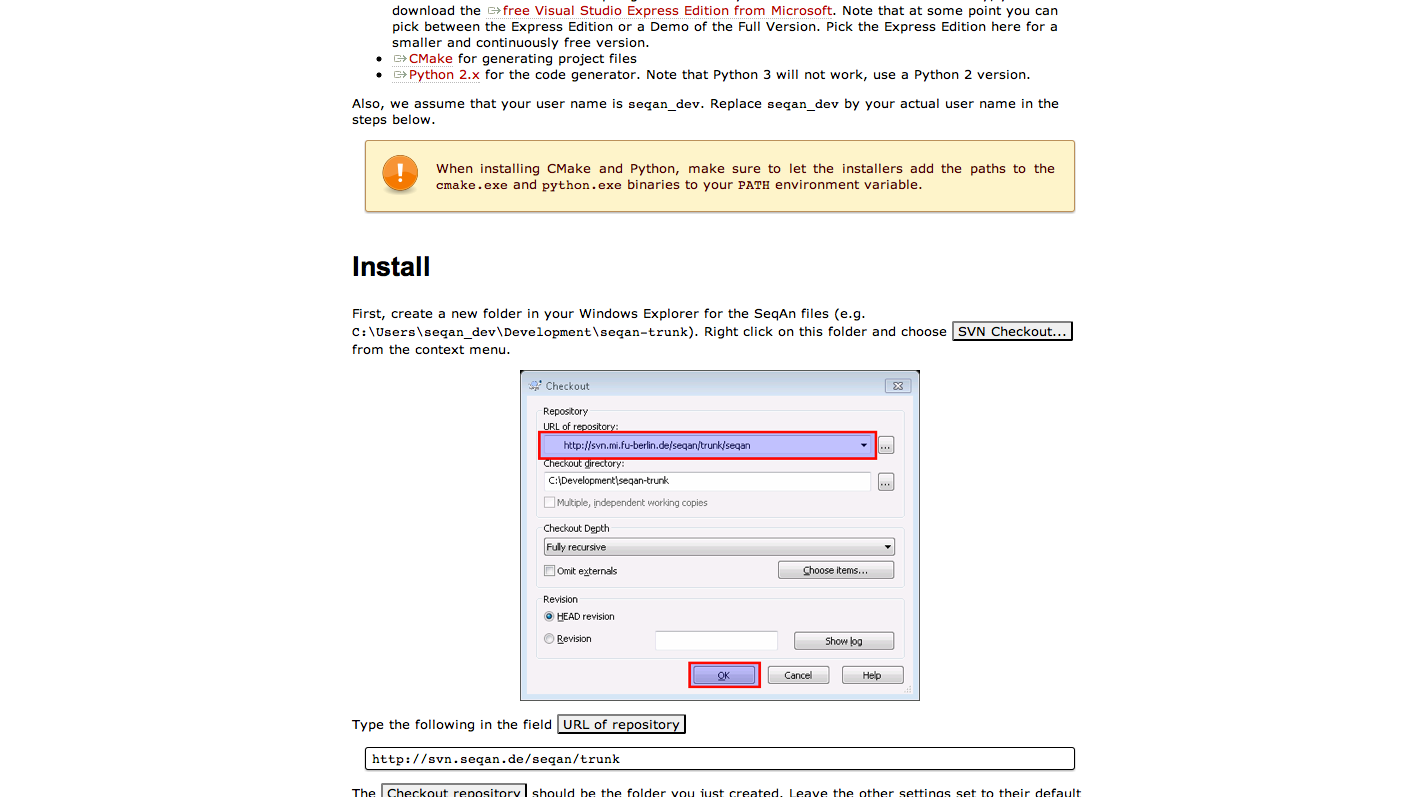 download the free Visual Studio Express Edition from Microsoft. Note that at some point you can
pick between the Express Edition or a Demo of the Full Version. Pick the Express Edition here for a
smaller and continuously free version.
CMake for generating project files
Python 2.x for the code generator. Note that Python 3 will not work, use a Python 2 version.
Also, we assume that your user name is seqan_dev. Replace seqan_dev by your actual user name in the
steps below.
When installing CMake and Python, make sure to let the installers add the paths to the
cmake.exe and python.exe binaries to your PATH environment variable.
Install
First, create a new folder in your Windows Explorer for the SeqAn files (e.g.
C:\Users\seqan_dev\Development\seqan-trunk). Right click on this folder and choose SVN Checkout...
from the context menu.
Checkout
Repository
URL of repository:
http://svn.mi.fu-berlin.de/seqan/trunk/seqan
...
Checkout directory:
C:\Development\seqan-trunk
...
Multiple, independent working copies
Checkout Depth
Fully recursive
Omit externals
Choose items...
Revision
HEAD revision
Revision
Show log
OK Cancel Help
Type the following in the field URL of repository
http://svn.seqan.de/seqan/trunk
The Checkout repository should be the folder you just created. Leave the other settings set to their default